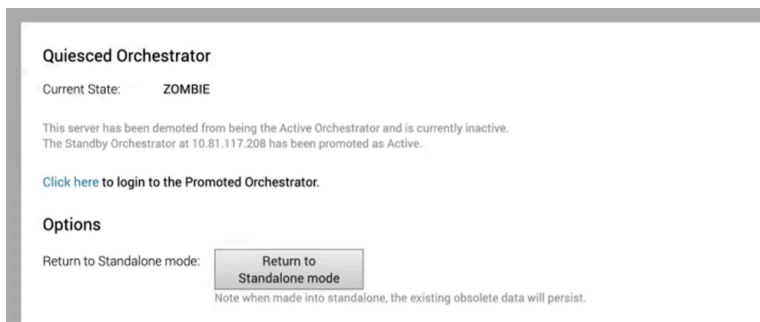 Quiesced Orchestrator
Current State: ZOMBIE
This server has been demoted from being the Active Orchestrator and is currently inactive.
The Standby Orchestrator at 10.81.117.208 has been promoted as Active.
Click here to login to the Promoted Orchestrator.
Options
Return to Standalone mode: Return to
Standalone mode
Note when made into standalone, the existing obsolete data will persist.